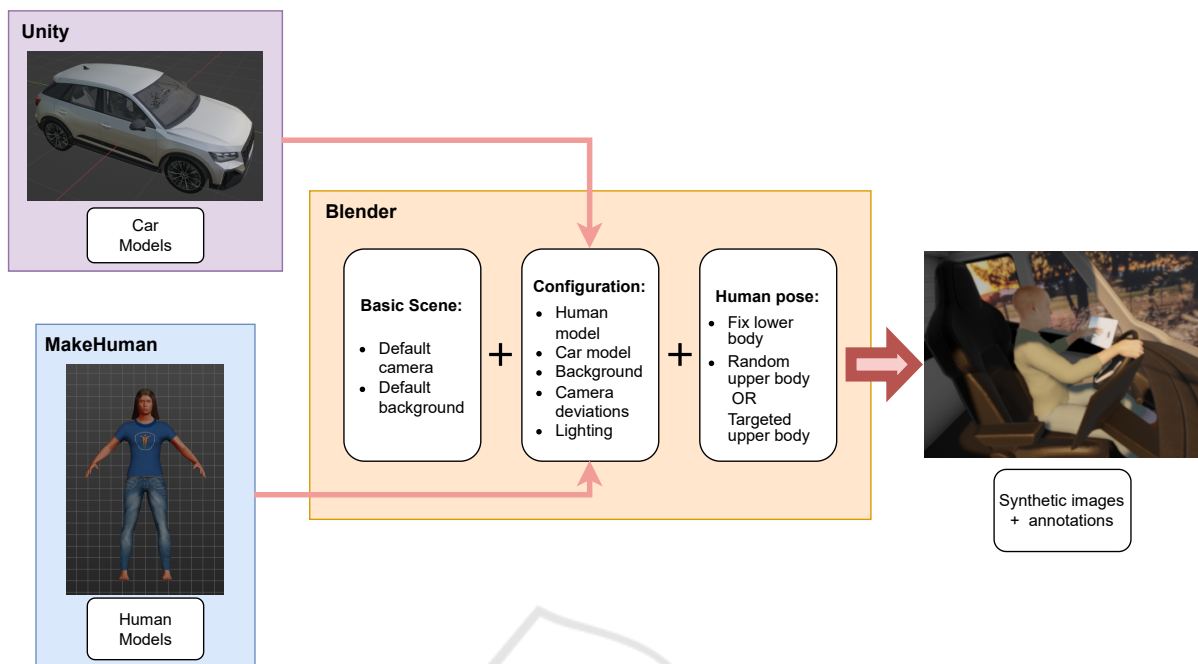 Unity
Car
Models
MakeHuman
Human
Models
Blender
Basic Scene:
• Default
camera
• Default
background
+
Configuration:
• Human
model
• Car model
• Background
• Camera
deviations
• Lighting
+
Human pose:
• Fix lower
body
• Random
upper body
OR
Targeted
upper body
Synthetic images
+ annotations